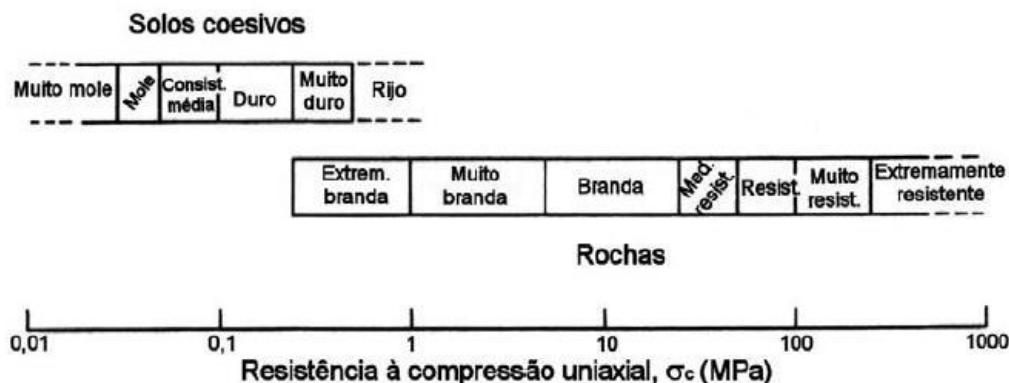 Solos coesivos
Muito mole
Mole
Consist.
média
Duro
Muito
duro
Rijo
Extrem.
branda
Muito
branda
Branda
Med.
resist.
Resist.
Muito
resist.
Extremamente
resistente
Rochas
0,01
0,1
1
10
100
1000
Resistência à compressão uniaxial, σc (MPa)